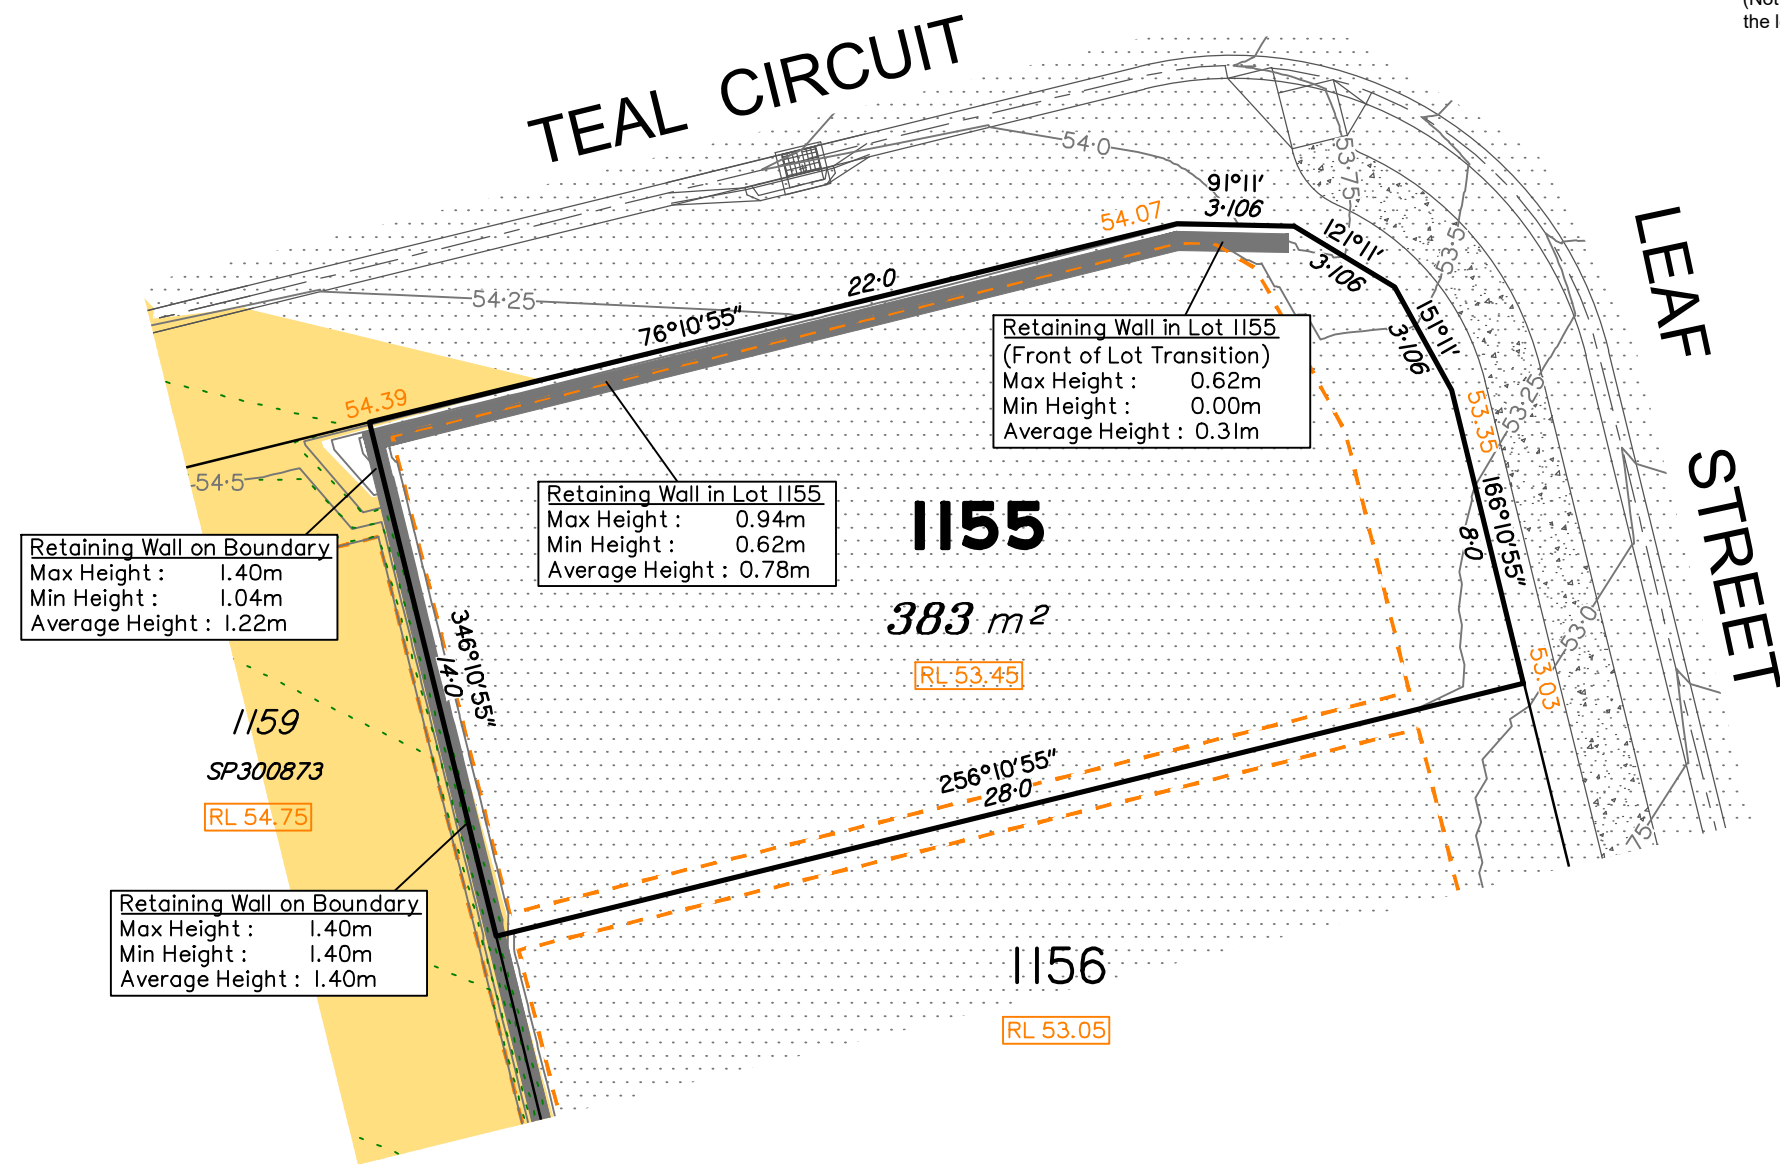 (Not
the l
TEAL CIRCUIT
LEAF STREET
54·0
53·75
53·5
53·25
53·0
75
54·25
54·5
54.07
54.39
53.35
53.03
91°11'
3·106
121°11'
3·106
151°11'
3·106
22·0
76°10'55"
166°10'55"
8·0
346°10'55"
14·0
256°10'55"
28·0
Retaining Wall in Lot 1155
(Front of Lot Transition)
Max Height : 0.62m
Min Height : 0.00m
Average Height : 0.31m
Retaining Wall in Lot 1155
Max Height : 0.94m
Min Height : 0.62m
Average Height : 0.78m
Retaining Wall on Boundary
Max Height : 1.40m
Min Height : 1.04m
Average Height : 1.22m
1155
383 m²
RL 53.45
1159
SP300873
RL 54.75
Retaining Wall on Boundary
Max Height : 1.40m
Min Height : 1.40m
Average Height : 1.40m
1156
RL 53.05